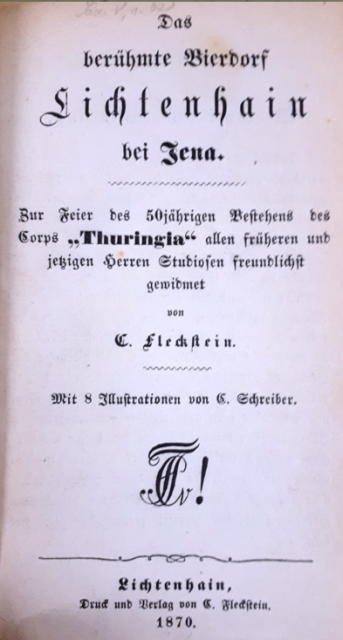 Das
berühmte Bierdorf
Lichtenhain
bei Jena.
Zur Feier des 50jährigen Bestehens des
Corps „Thuringia“ allen früheren und
jetzigen Herren Studiosen freundlichst
gewidmet
von
C. Fleckstein.
Mit 8 Illustrationen von C. Schreiber.
Lichtenhain,
Druck und Verlag von C. Fleckstein.
1870.